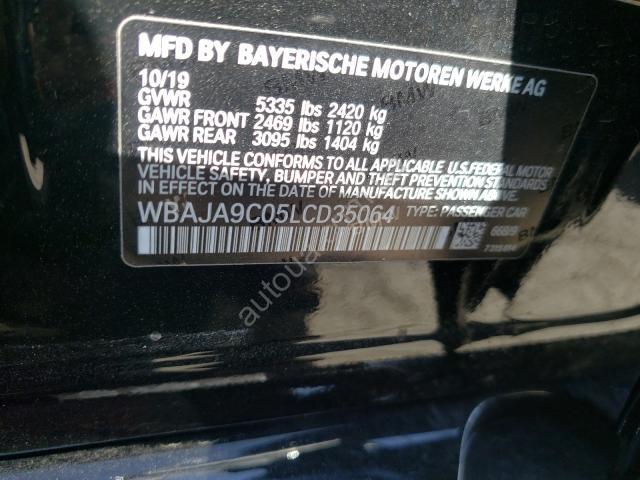 MFD BY BAYERISCHE MOTOREN WERKE AG
10/19
GVWR 5335 lbs 2420 kg
GAWR FRONT 2469 lbs 1120 kg
GAWR REAR 3095 lbs 1404 kg
THIS VEHICLE CONFORMS TO ALL APPLICABLE U.S.FEDERAL MOTOR
VEHICLE SAFETY, BUMPER AND THEFT PREVENTION STANDARDS IN
EFFECT ON THE DATE OF MANUFACTURE SHOWN ABOVE.
WBAJA9C05LCD35064 TYPE: PASSENGER CAR